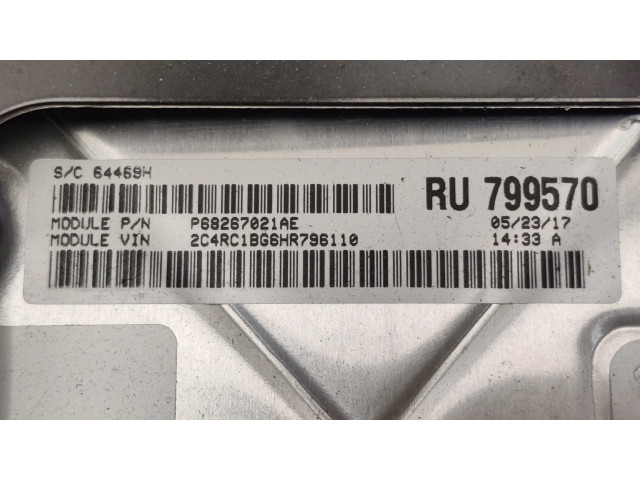 S/C 64469H
RU 799570
MODULE P/N P68267021AE
05/23/17
MODULE VIN 2C4RC1BG6HR796110
14:33 A